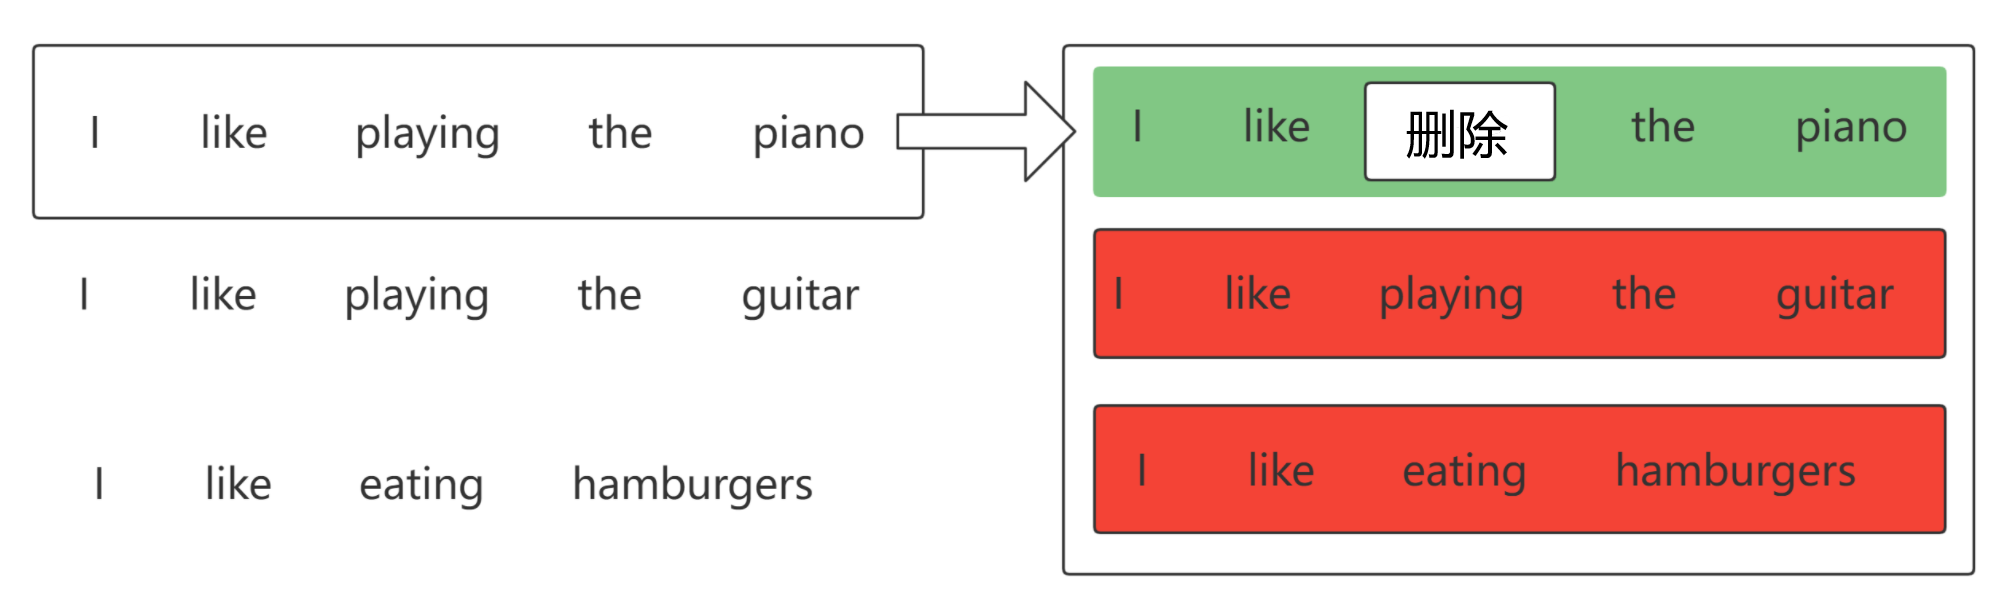 I like playing the piano
I like playing the guitar
I like eating hamburgers
I like 删除 the piano
I like playing the guitar
I like eating hamburgers